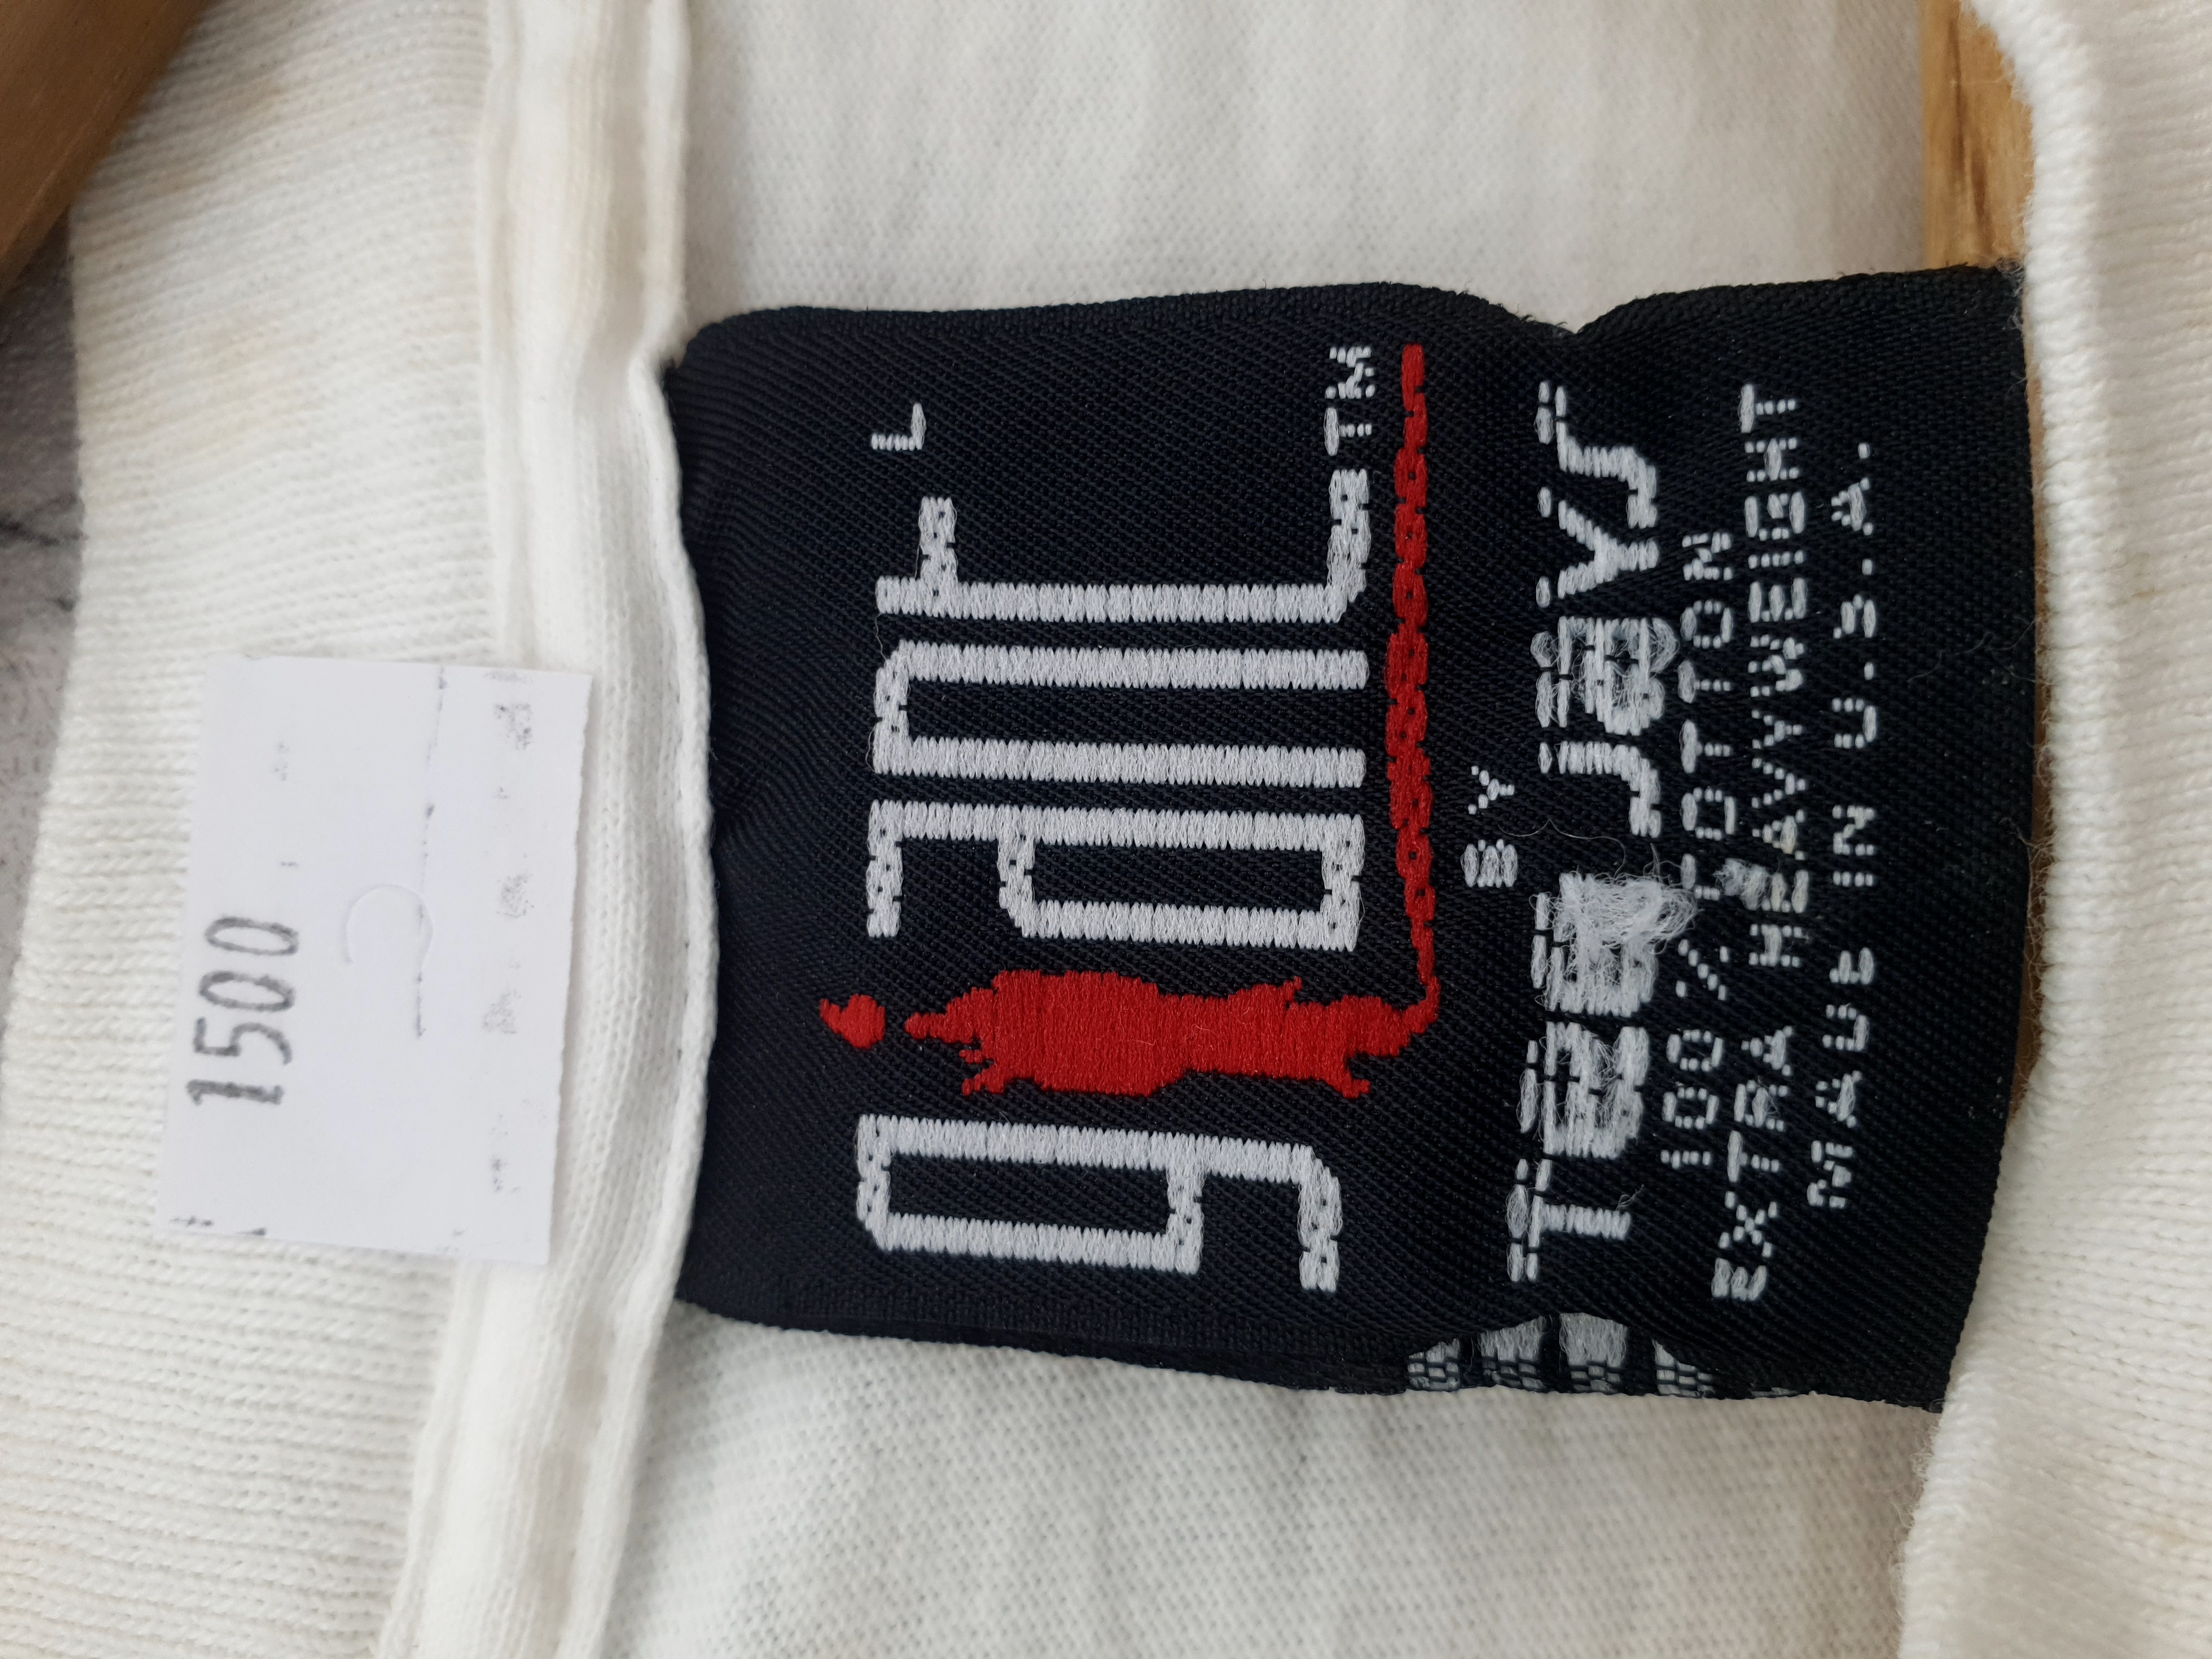 1500
L
giant TM
BY
Tee Jays
100% COTTON
EXTRA HEAVYWEIGHT
MADE IN U.S.A.